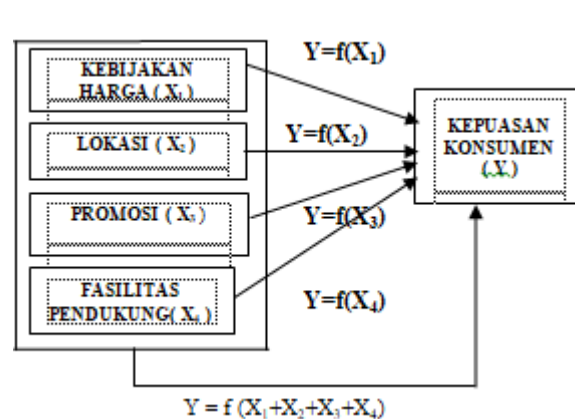 KEBIJAKAN
HARGA ( X₁ )
Y=f(X₁)
LOKASI ( X₂ )
Y=f(X₂)
PROMOSI ( X₃ )
Y=f(X₃)
FASILITAS
PENDUKUNG( X₄ )
Y=f(X₄)
KEPUASAN
KONSUMEN
( Y )
Y = f (X₁+X₂+X₃+X₄)